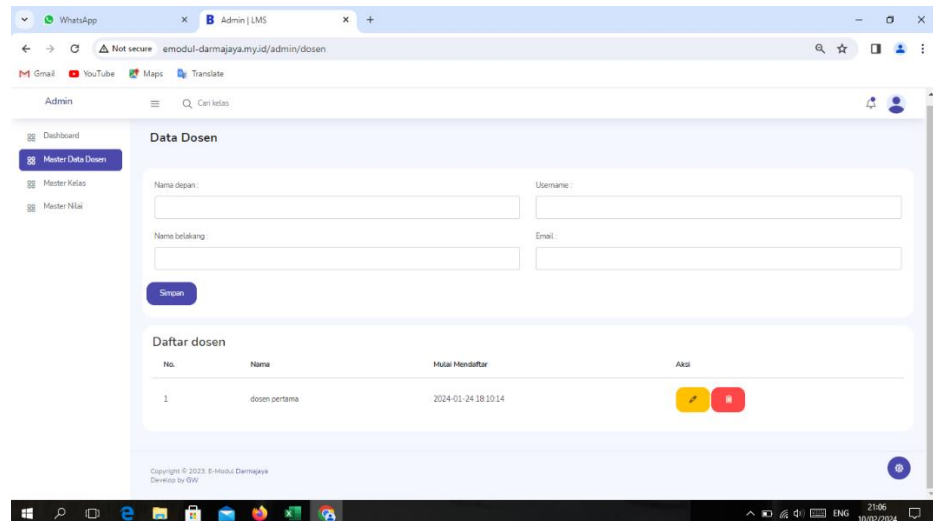 WhatsApp
Admin | LMS
Not secure
emodul-darmajaya.my.id/admin/dosen
Gmail
YouTube
Maps
Translate
Admin
Cari kelas
Dashboard
Master Data Dosen
Master Kelas
Master Nilai
Data Dosen
Nama depan :
Username :
Nama belakang :
Email :
Simpan
Daftar dosen
No. Nama Mulai Mendaftar Aksi
1 dosen pertama 2024-01-24 18:10:14
Copyright © 2023. E-Modul Darmajaya
Develop by GW
ENG
21:06
10/02/2024